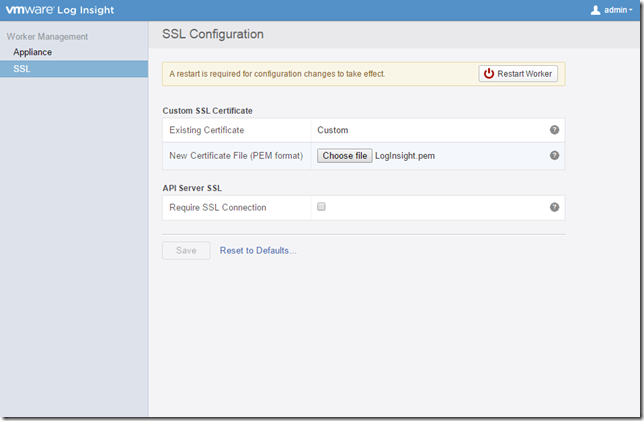 vmware Log Insight
admin
Worker Management
Appliance
SSL
SSL Configuration
A restart is required for configuration changes to take effect.
Restart Worker
Custom SSL Certificate
Existing Certificate
Custom
?
New Certificate File (PEM format)
Choose file LogInsight.pem
?
API Server SSL
Require SSL Connection
?
Save
Reset to Defaults...